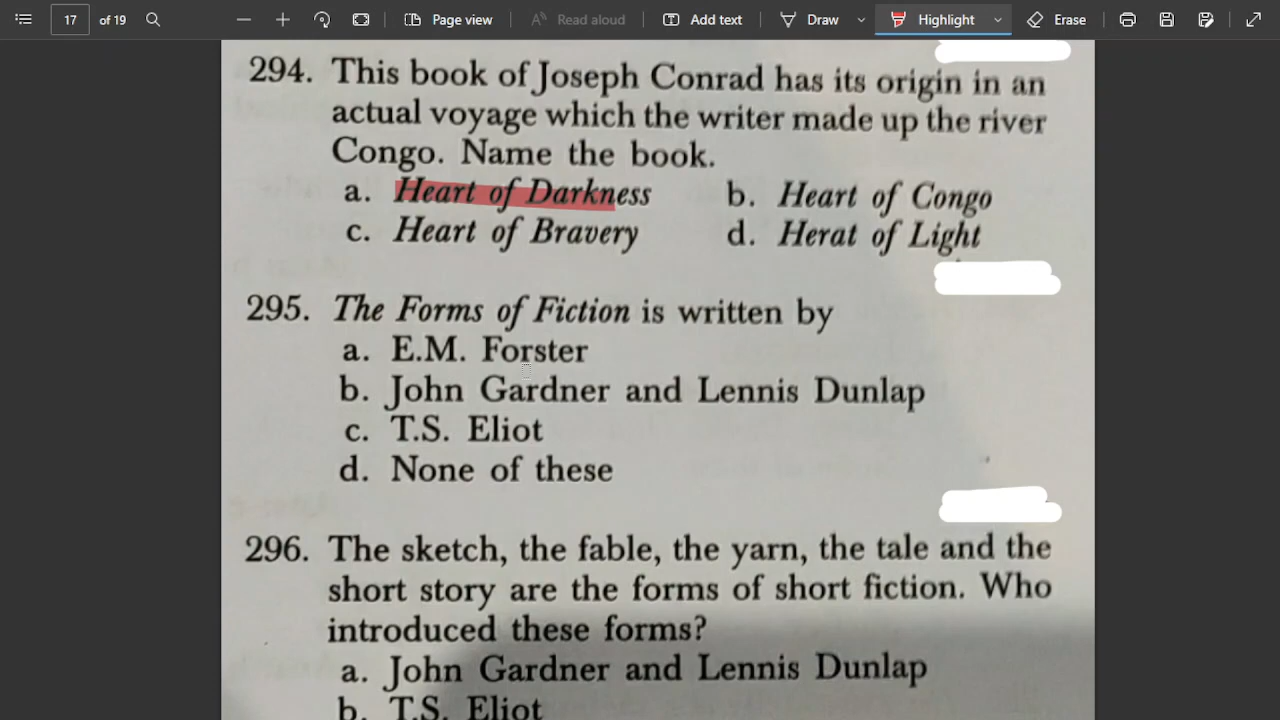 17 of 19
Page view
Read aloud
Add text
Draw
Highlight
Erase
294. This book of Joseph Conrad has its origin in an
actual voyage which the writer made up the river
Congo. Name the book.
a. Heart of Darkness b. Heart of Congo
c. Heart of Bravery d. Herat of Light
295. The Forms of Fiction is written by
a. E.M. Forster
b. John Gardner and Lennis Dunlap
c. T.S. Eliot
d. None of these
296. The sketch, the fable, the yarn, the tale and the
short story are the forms of short fiction. Who
introduced these forms?
a. John Gardner and Lennis Dunlap
b. T.S. Eliot